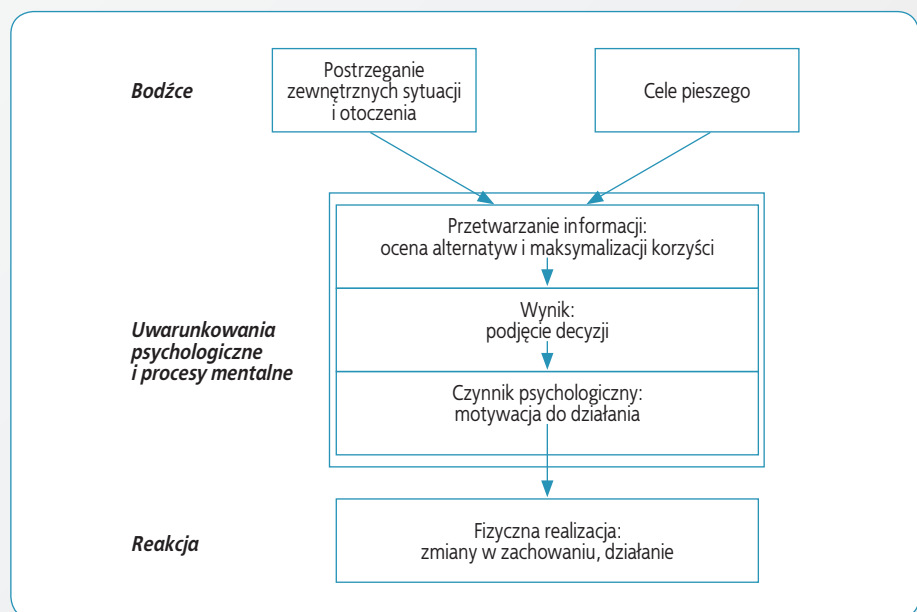 Bodźce
Postrzeganie
zewnętrznych sytuacji
i otoczenia
Cele pieszego
Uwarunkowania
psychologiczne
i procesy mentalne
Przetwarzanie informacji:
ocena alternatyw i maksymalizacji korzyści
Wynik:
podjęcie decyzji
Czynnik psychologiczny:
motywacja do działania
Reakcja
Fizyczna realizacja:
zmiany w zachowaniu, działanie